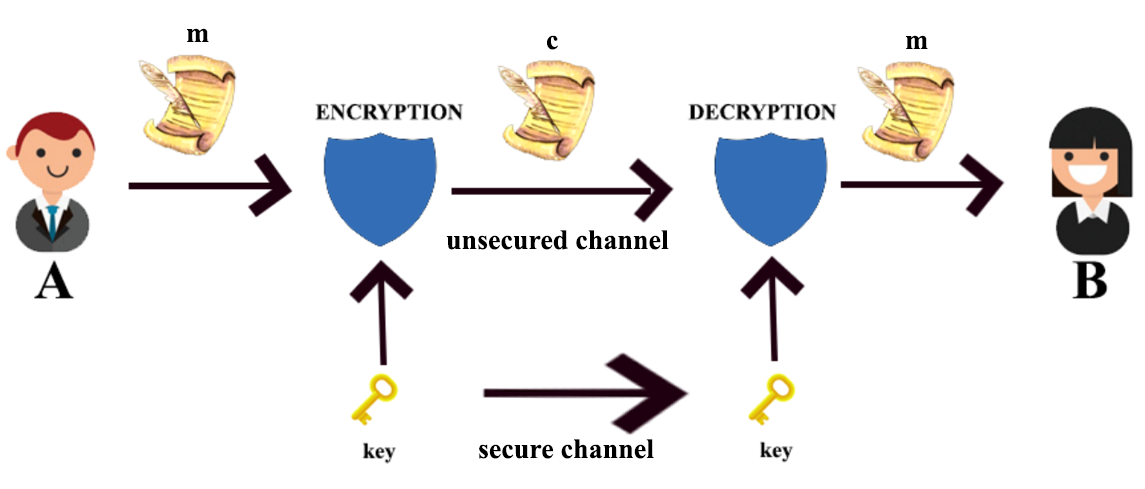 m
c
m
ENCRYPTION
DECRYPTION
unsecured channel
A
B
key
secure channel
key